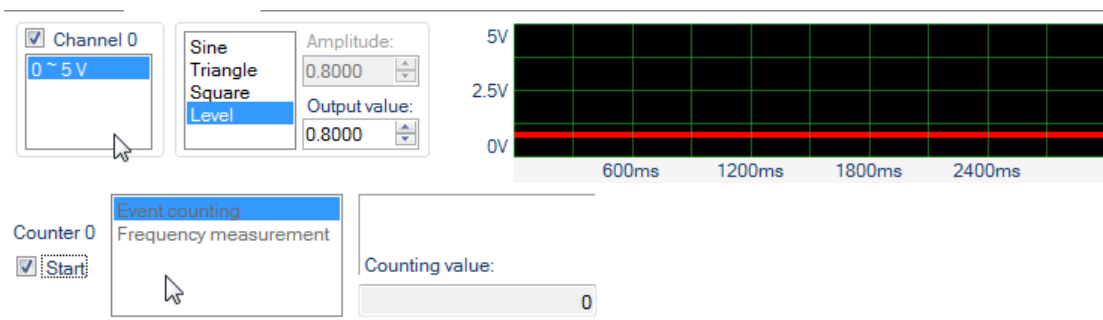 Channel 0
0 ~ 5 V
Sine
Triangle
Square
Level
Amplitude:
0.8000
Output value:
0.8000
5V
2.5V
0V
600ms 1200ms 1800ms 2400ms
Counter 0
Start
Event counting
Frequency measurement
Counting value:
0